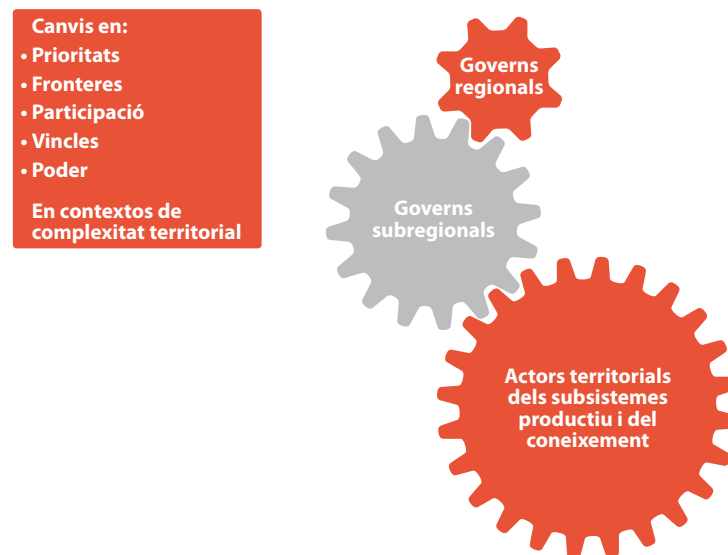 Canvis en:
• Prioritats
• Fronteres
• Participació
• Vincles
• Poder
En contextos de
complexitat territorial
Governs
regionals
Governs
subregionals
Actors territorials
dels subsistemes
productiu i del
coneixement